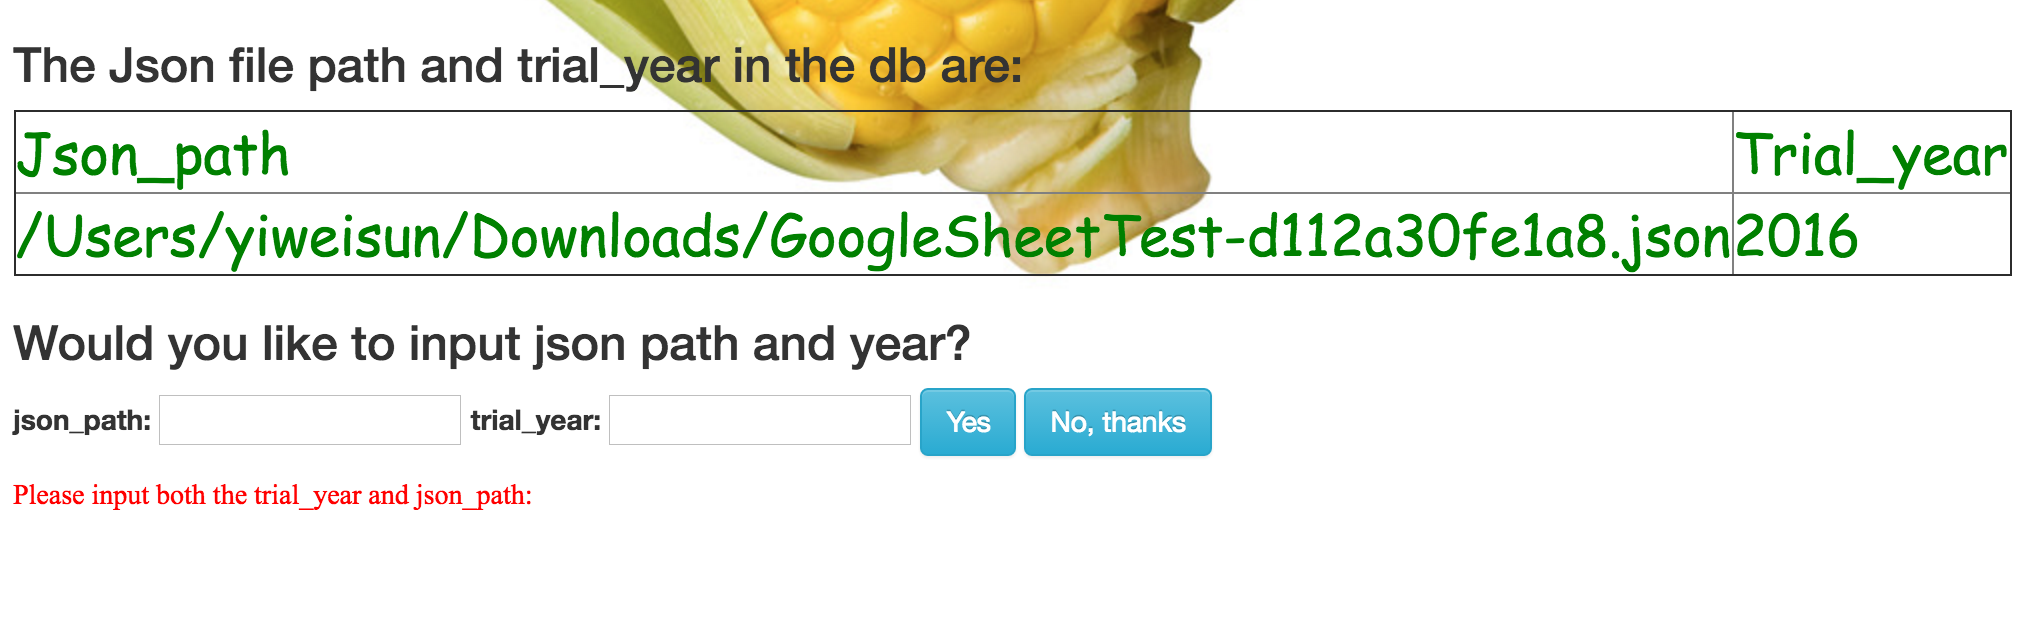 The Json file path and trial_year in the db are:
Json_path Trial_year
/Users/yiweisun/Downloads/GoogleSheetTest-d112a30fe1a8.json 2016
Would you like to input json path and year?
json_path: trial_year: Yes No, thanks
Please input both the trial_year and json_path: